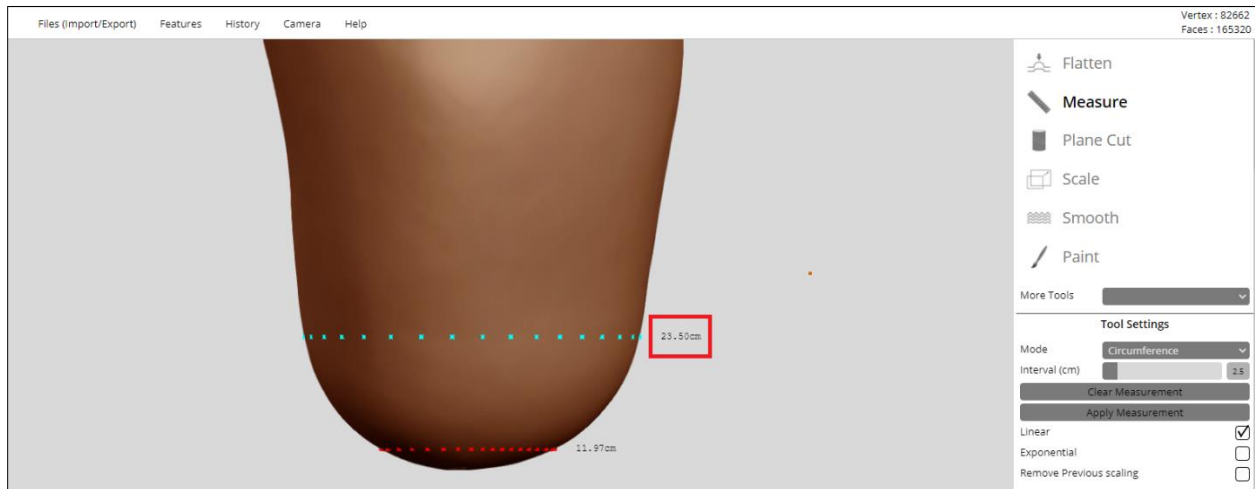 Files (Import/Export) Features History Camera Help
Vertex : 82662
Faces : 165320
Flatten
Measure
Plane Cut
Scale
Smooth
Paint
More Tools
Tool Settings
Mode Circumference
Interval (cm) 2.5
Clear Measurement
Apply Measurement
Linear
Exponential
Remove Previous scaling
23.50cm
11.97cm